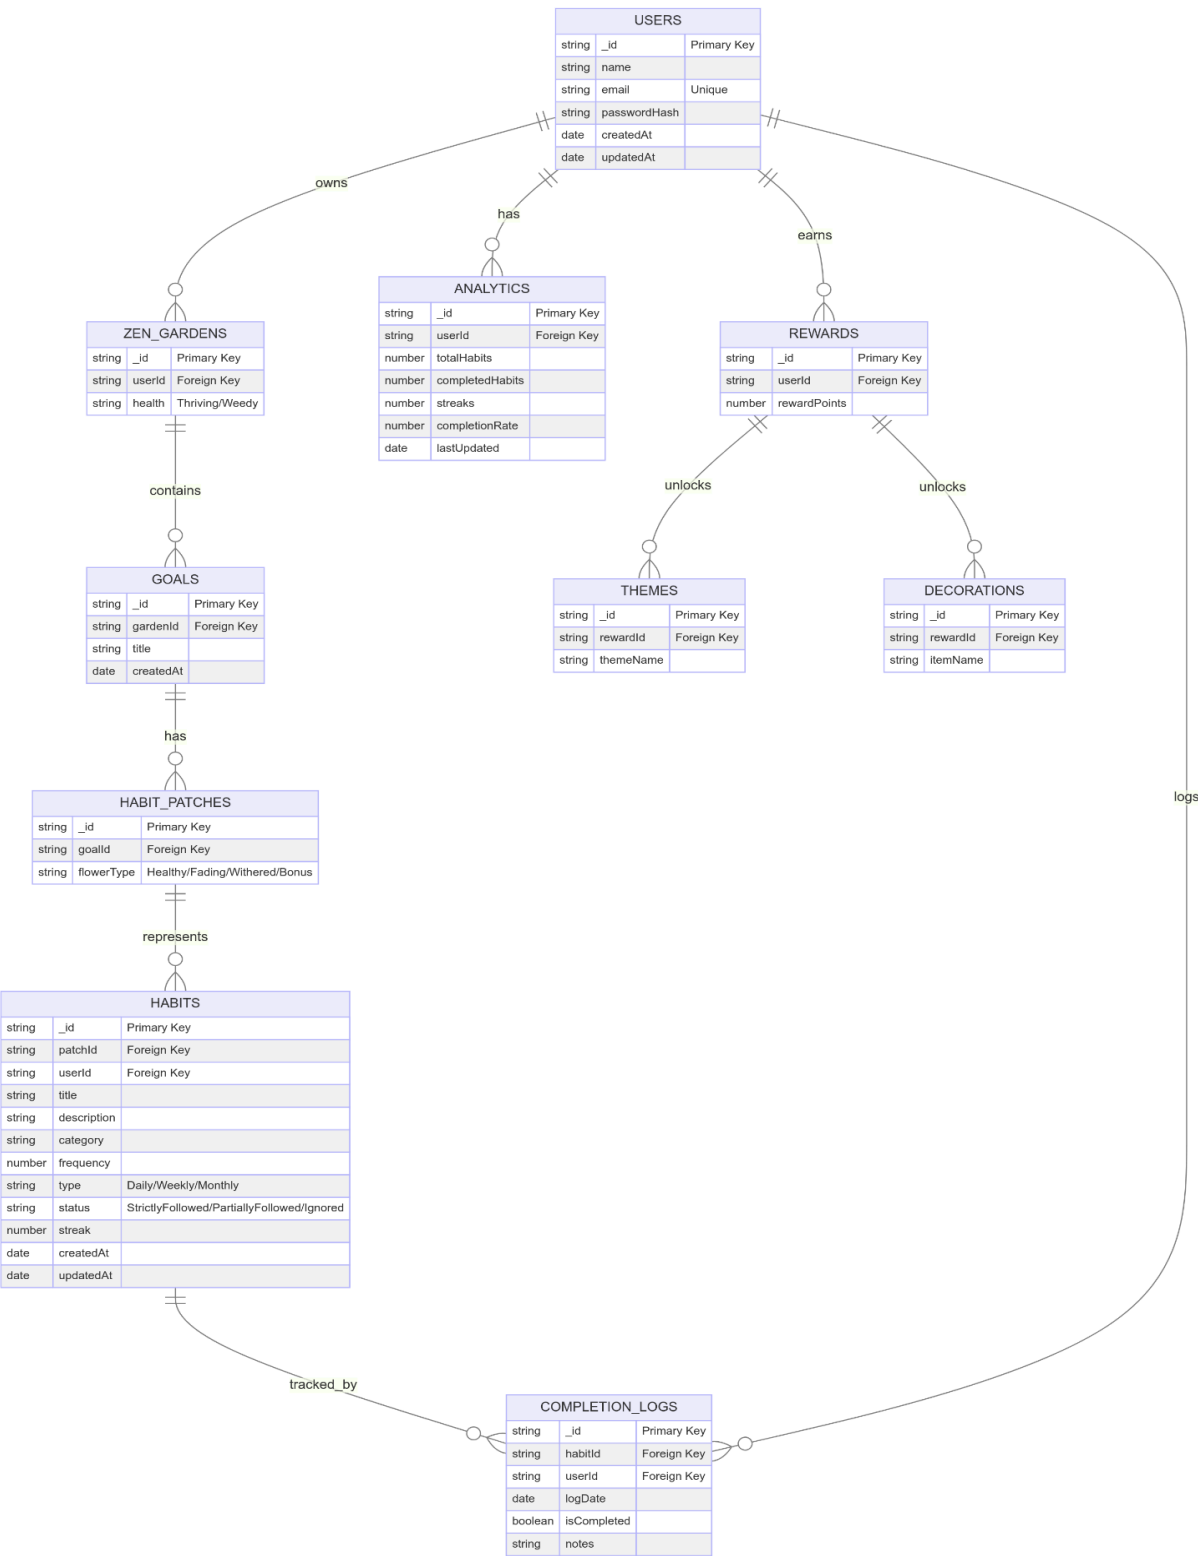 USERS
string _id Primary Key
string name
string email Unique
string passwordHash
date createdAt
date updatedAt
owns
has
earns
ANALYTICS
string _id Primary Key
string userId Foreign Key
number totalHabits
number completedHabits
number streaks
number completionRate
date lastUpdated
ZEN_GARDENS
string _id Primary Key
string userId Foreign Key
string health Thriving/Weedy
REWARDS
string _id Primary Key
string userId Foreign Key
number rewardPoints
contains
unlocks
unlocks
GOALS
string _id Primary Key
string gardenId Foreign Key
string title
date createdAt
THEMES
string _id Primary Key
string rewardId Foreign Key
string themeName
DECORATIONS
string _id Primary Key
string rewardId Foreign Key
string itemName
has
logs
HABIT_PATCHES
string _id Primary Key
string goalId Foreign Key
string flowerType Healthy/Fading/Withered/Bonus
represents
HABITS
string _id Primary Key
string patchId Foreign Key
string userId Foreign Key
string title
string description
string category
number frequency
string type Daily/Weekly/Monthly
string status StrictlyFollowed/PartiallyFollowed/Ignored
number streak
date createdAt
date updatedAt
tracked_by
COMPLETION_LOGS
string _id Primary Key
string habitId Foreign Key
string userId Foreign Key
date logDate
boolean isCompleted
string notes